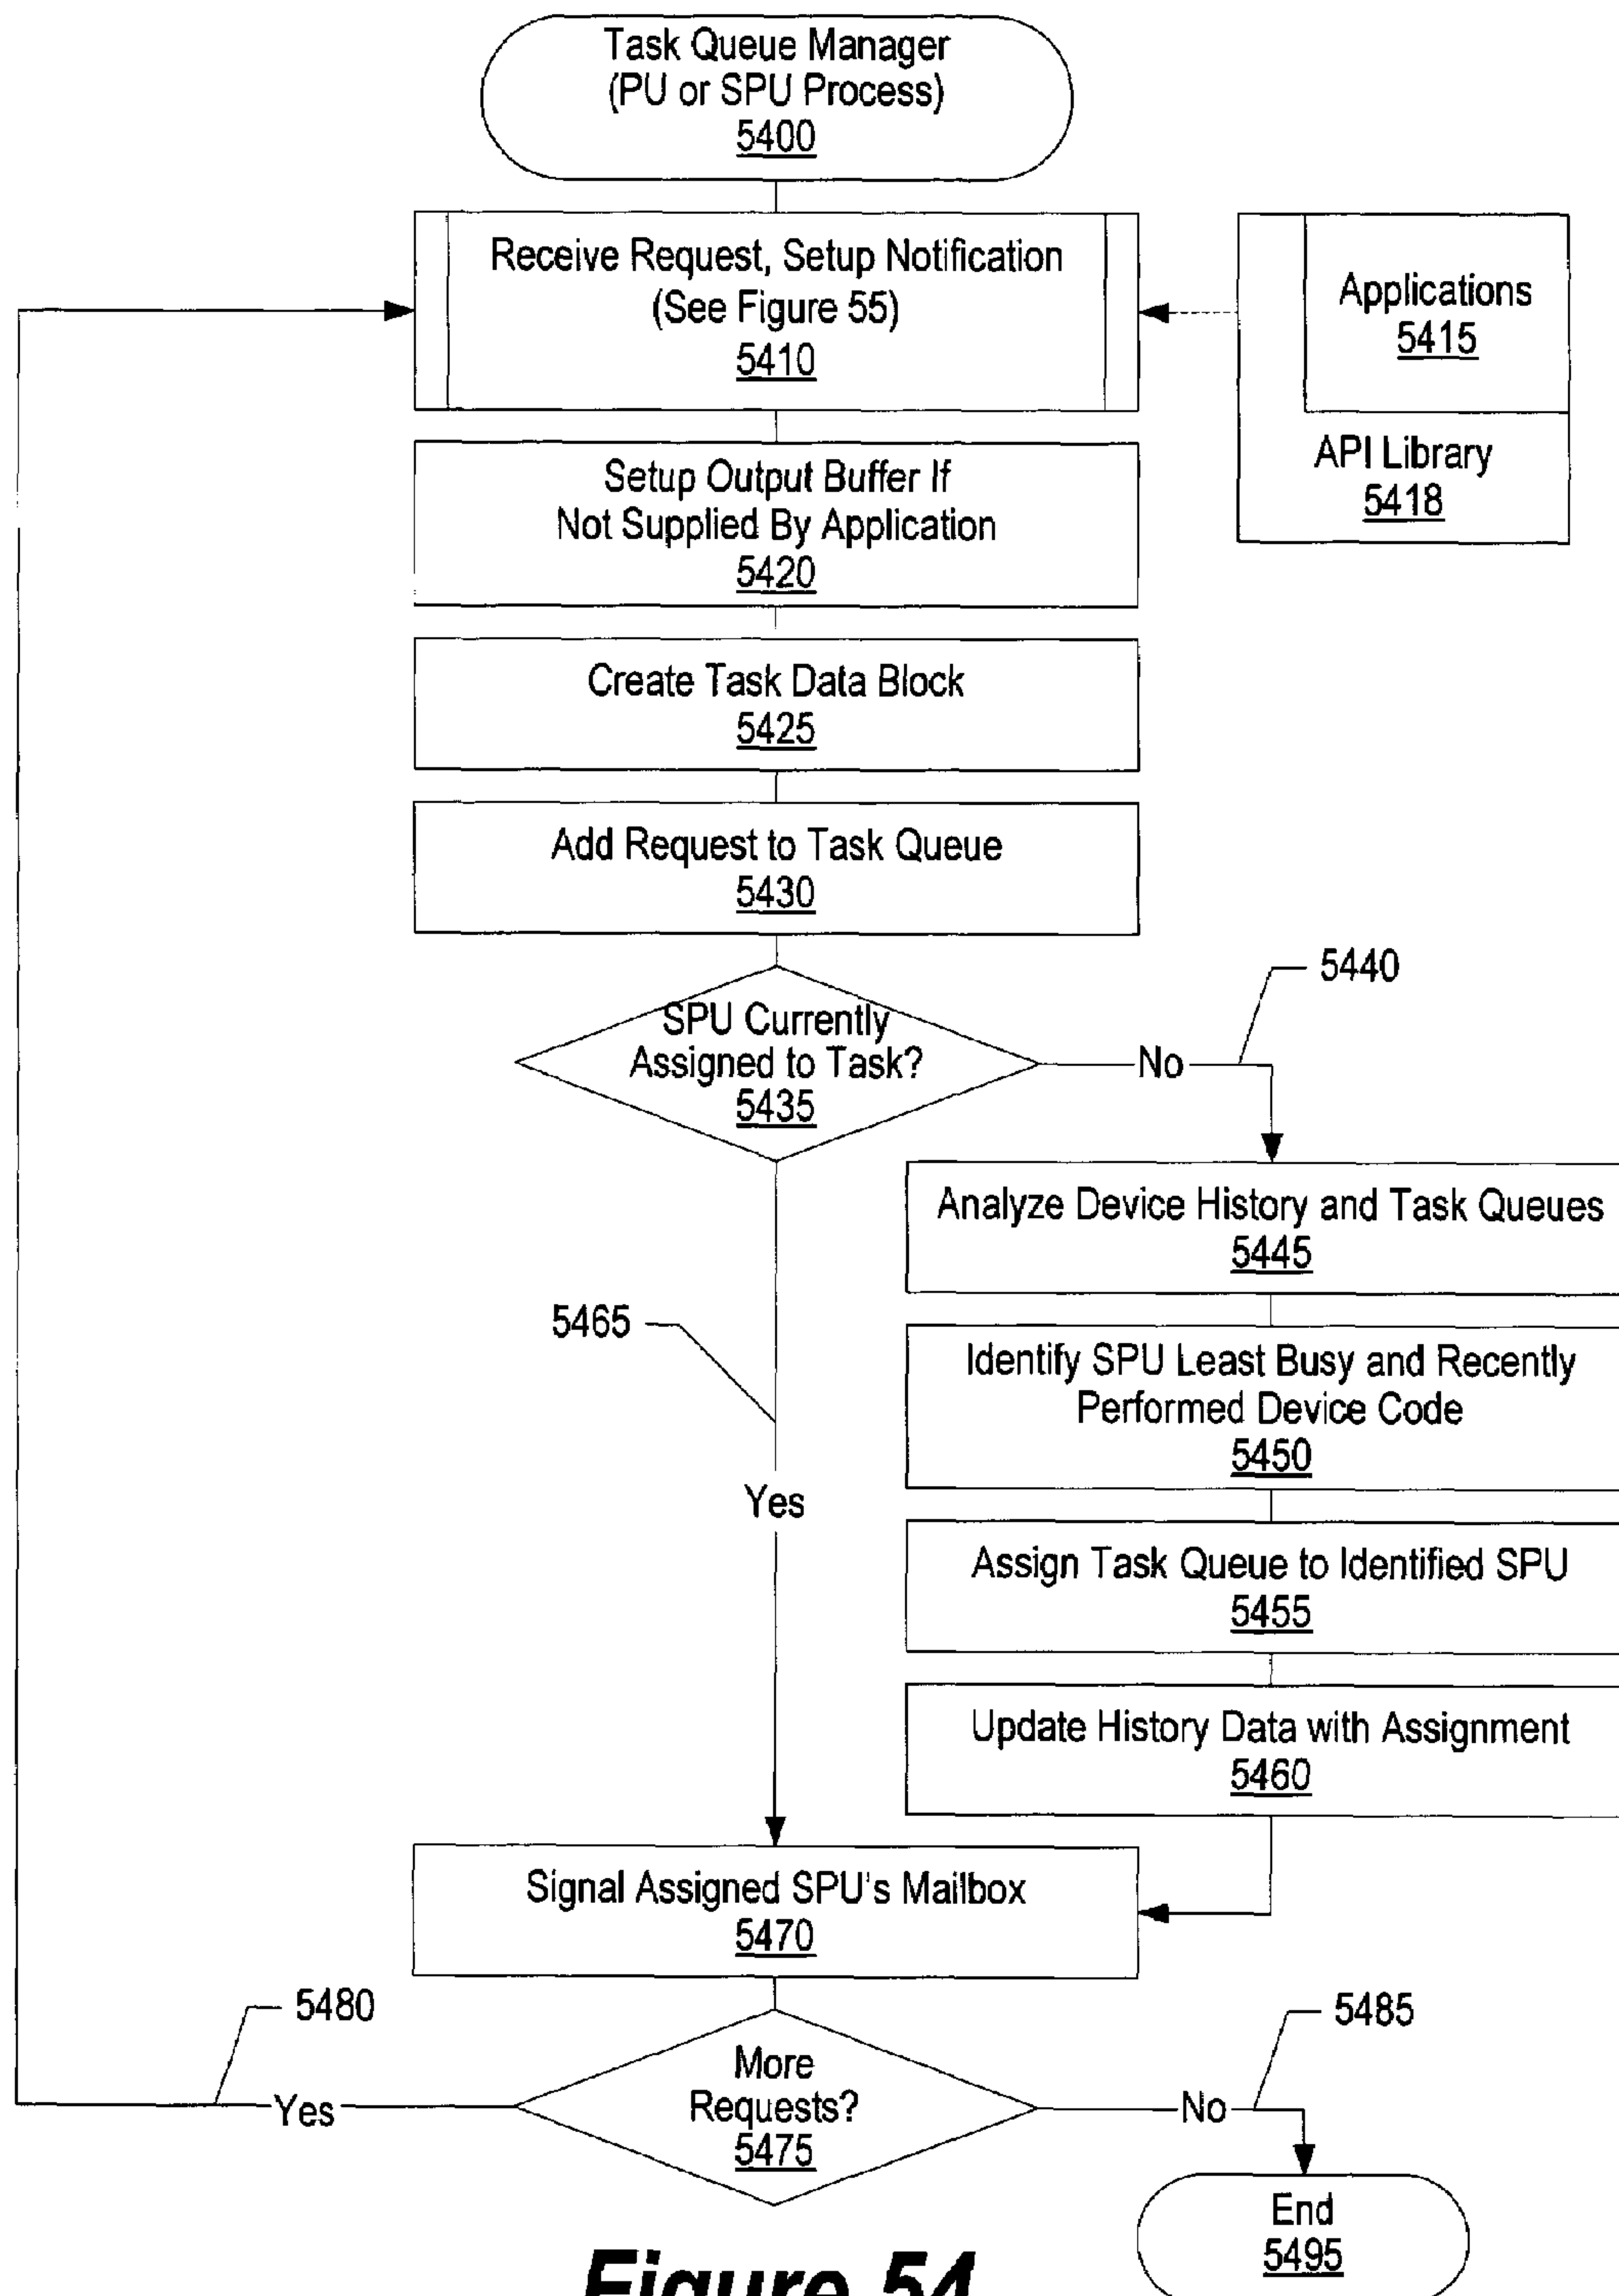 Task Queue Manager
(PU or SPU Process)
5400
Receive Request, Setup Notification
(See Figure 55)
5410
Applications
5415
API Library
5418
Setup Output Buffer If
Not Supplied By Application
5420
Create Task Data Block
5425
Add Request to Task Queue
5430
SPU Currently
Assigned to Task?
5435
No
5440
Analyze Device History and Task Queues
5445
Identify SPU Least Busy and Recently
Performed Device Code
5450
Assign Task Queue to Identified SPU
5455
Update History Data with Assignment
5460
5465
Yes
Signal Assigned SPU's Mailbox
5470
More
Requests?
5475
5480
Yes
5485
No
End
5495
Figure 54